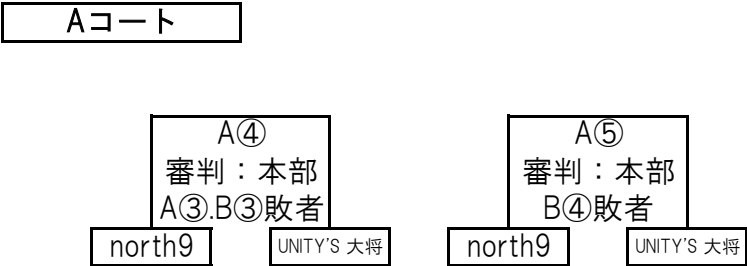 Aコート
A④
審判：本部
A③.B③敗者
north9
UNITY'S 大将
A⑤
審判：本部
B④敗者
north9
UNITY'S 大将